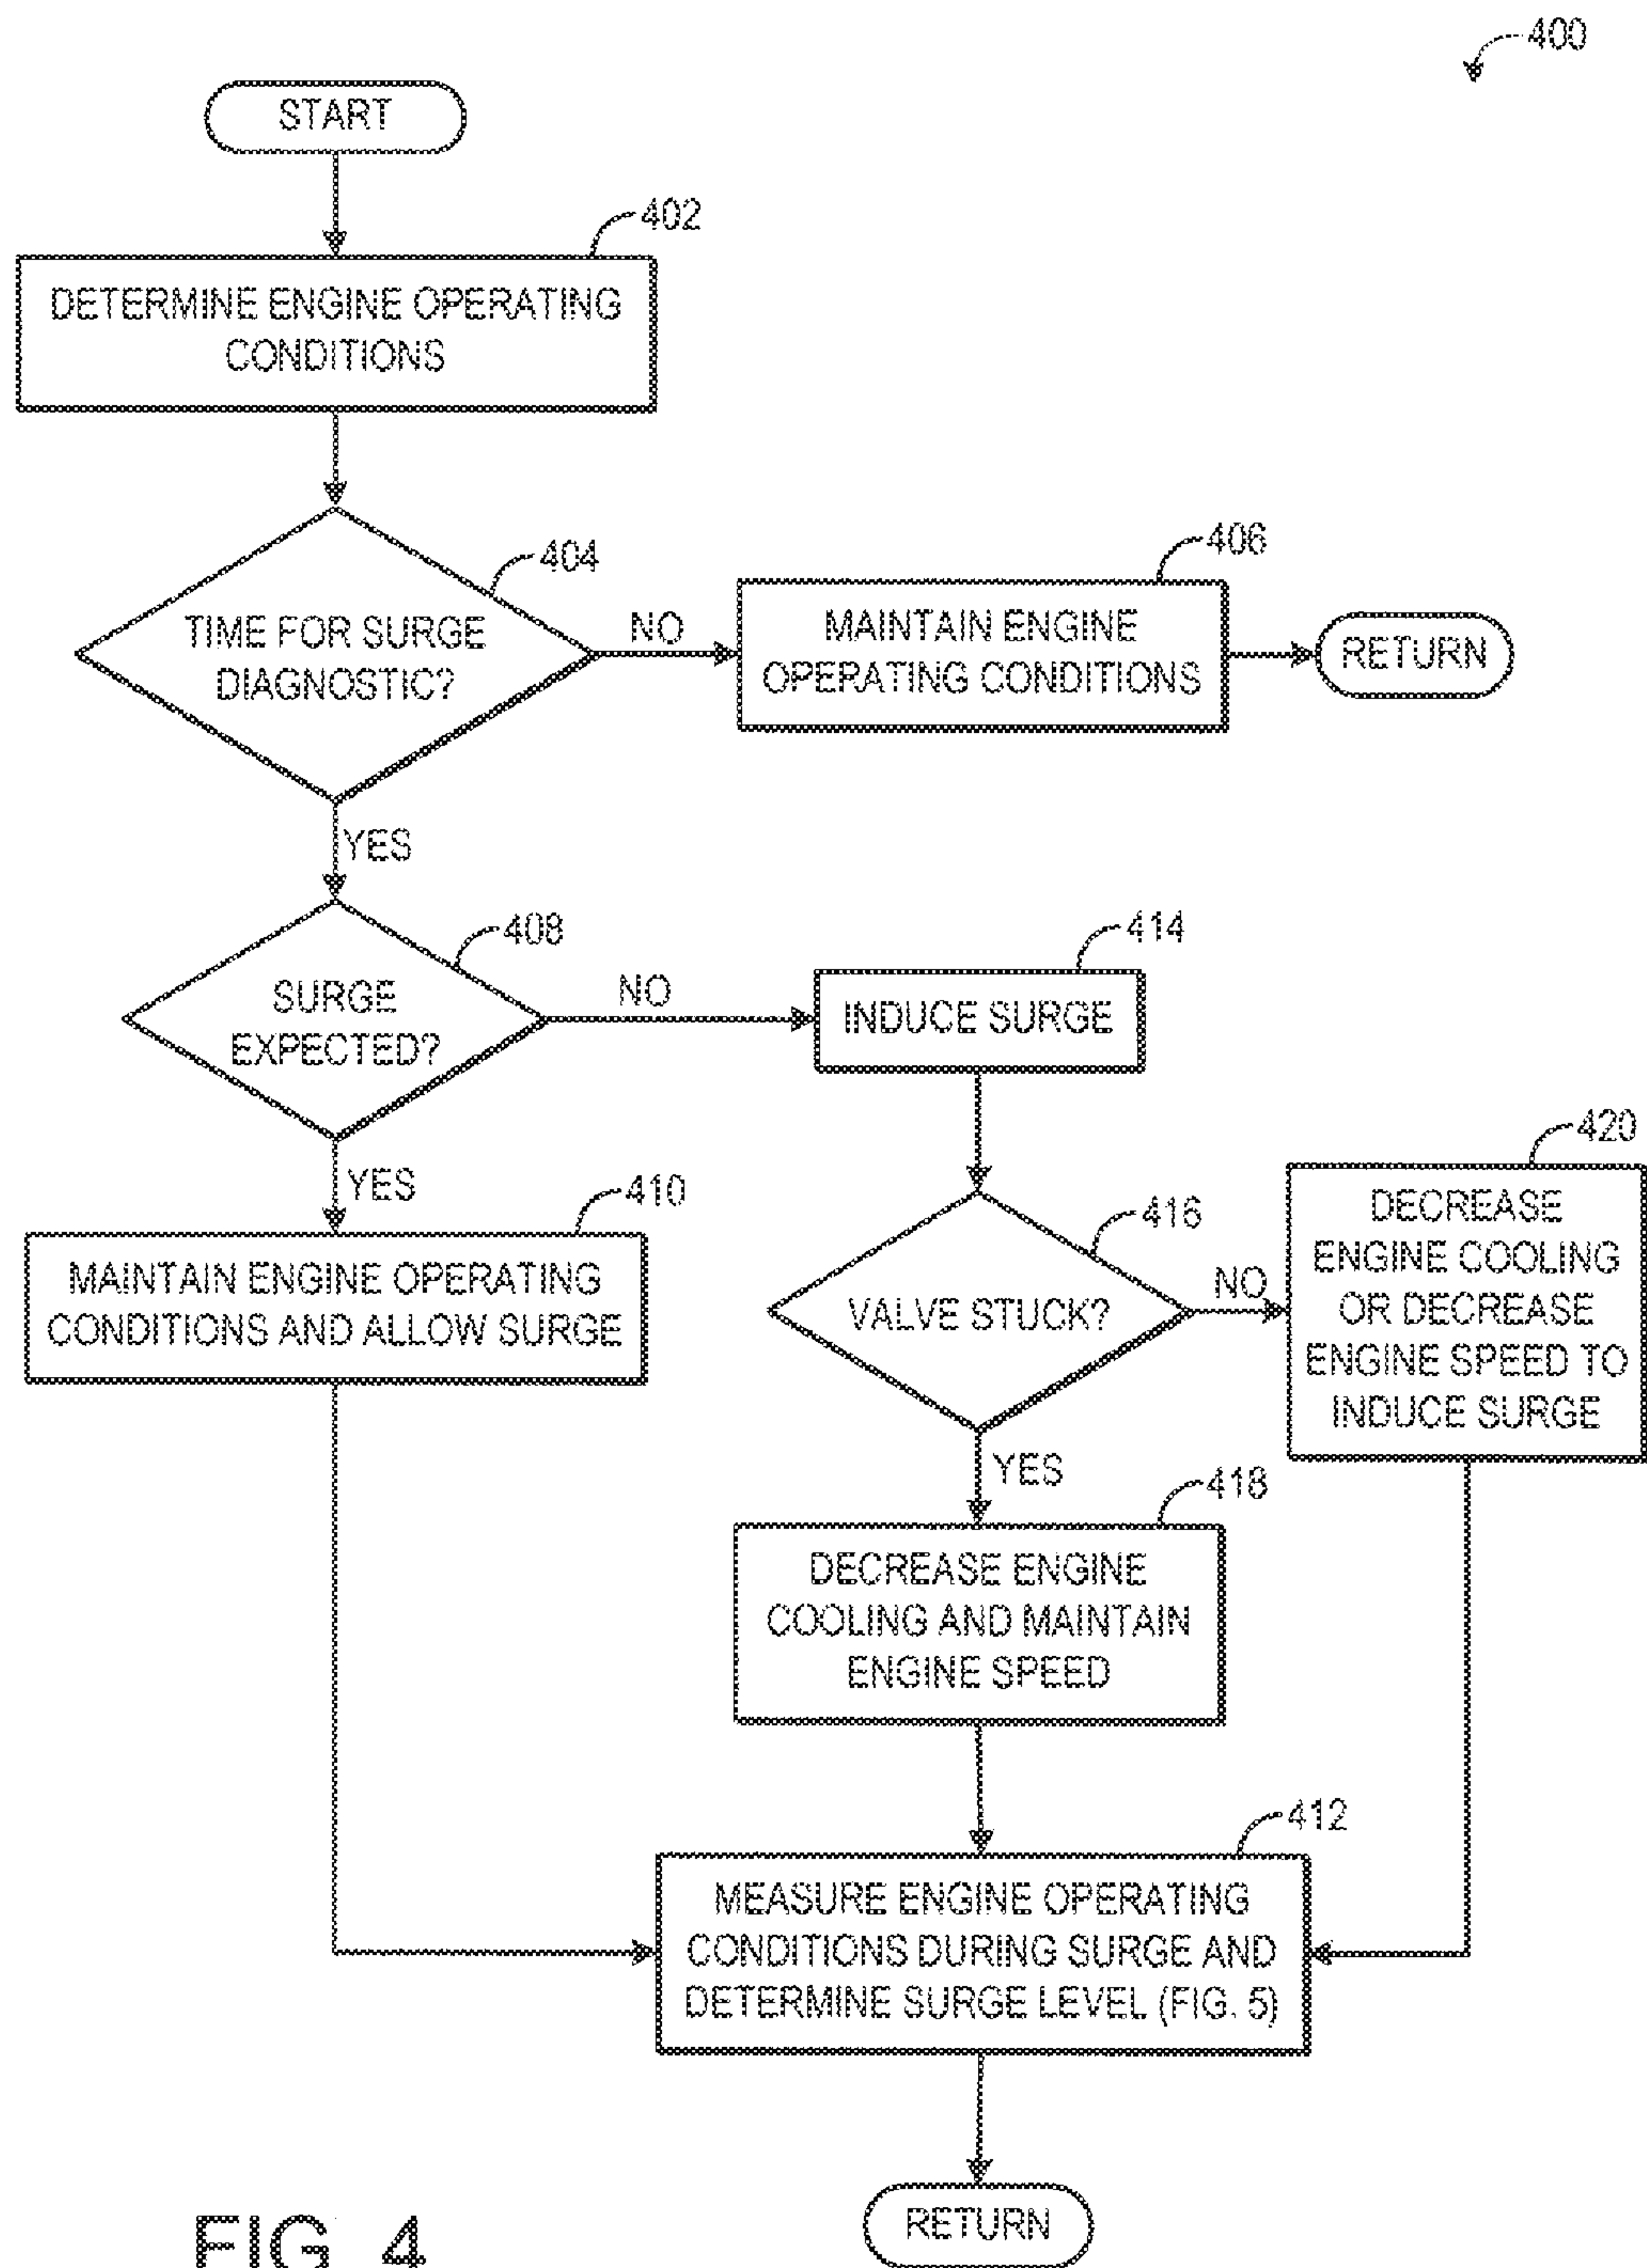 400
START
402
DETERMINE ENGINE OPERATING
CONDITIONS
404
TIME FOR SURGE
DIAGNOSTIC?
NO
406
MAINTAIN ENGINE
OPERATING CONDITIONS
RETURN
YES
408
SURGE
EXPECTED?
NO
414
INDUCE SURGE
YES
410
MAINTAIN ENGINE OPERATING
CONDITIONS AND ALLOW SURGE
416
VALVE STUCK?
NO
420
DECREASE
ENGINE COOLING
OR DECREASE
ENGINE SPEED TO
INDUCE SURGE
YES
418
DECREASE ENGINE
COOLING AND MAINTAIN
ENGINE SPEED
412
MEASURE ENGINE OPERATING
CONDITIONS DURING SURGE AND
DETERMINE SURGE LEVEL (FIG. 5)
RETURN
FIG. 4